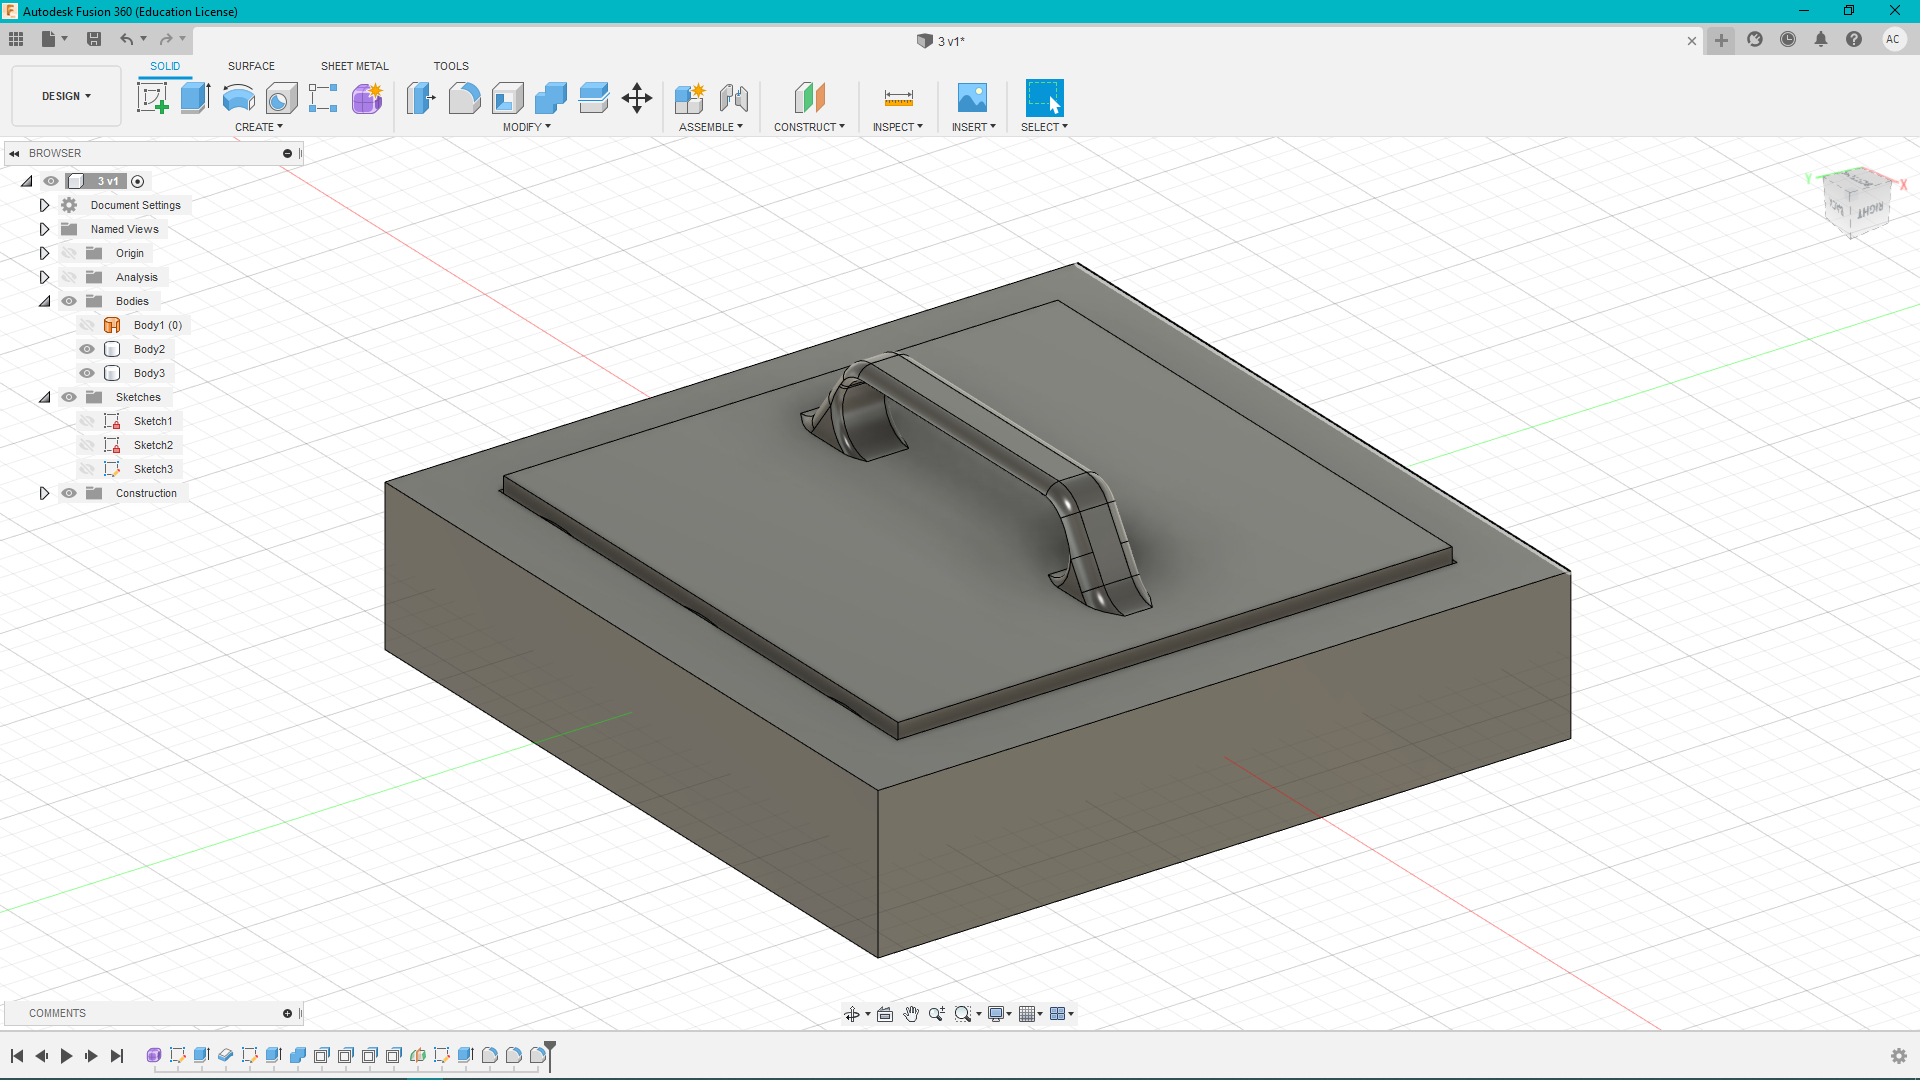 Autodesk Fusion 360 (Education License)
3 v1*
AC
SOLID SURFACE SHEET METAL TOOLS
DESIGN
CREATE MODIFY ASSEMBLE CONSTRUCT INSPECT INSERT SELECT
BROWSER
3 v1
Document Settings
Named Views
Origin
Analysis
Bodies
Body1 (0)
Body2
Body3
Sketches
Sketch1
Sketch2
Sketch3
Construction
Y
X
RIGHT
COMMENTS